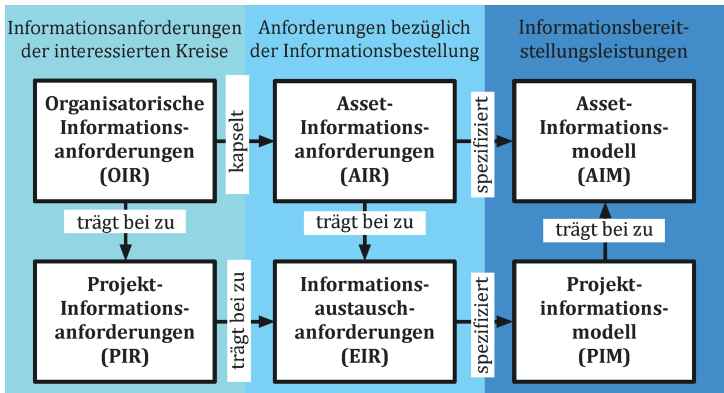 Informationsanforderungen
der interessierten Kreise
Anforderungen bezüglich
der Informationsbestellung
Informationsbereit-
stellungsleistungen
Organisatorische
Informations-
anforderungen
(OIR)
kapselt
Asset-
Informations-
anforderungen
(AIR)
spezifiziert
Asset-
Informations-
modell
(AIM)
trägt bei zu
trägt bei zu
trägt bei zu
Projekt-
Informations-
anforderungen
(PIR)
trägt bei zu
Informations-
austausch-
anforderungen
(EIR)
spezifiziert
Projekt-
informations-
modell
(PIM)